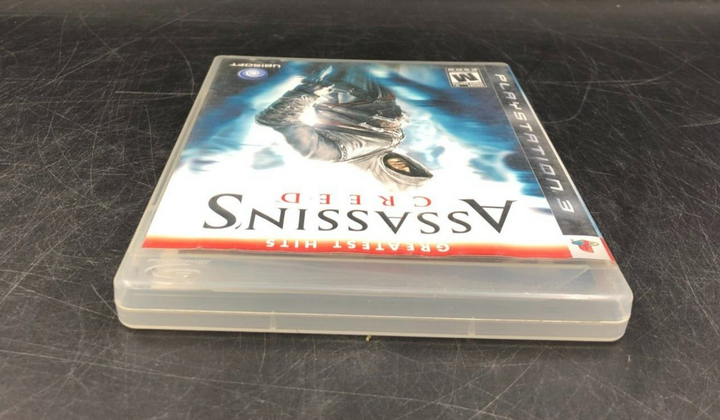 GREATEST HITS
ASSASSIN'S
CREED
PLAYSTATION 3
M
UBISOFT